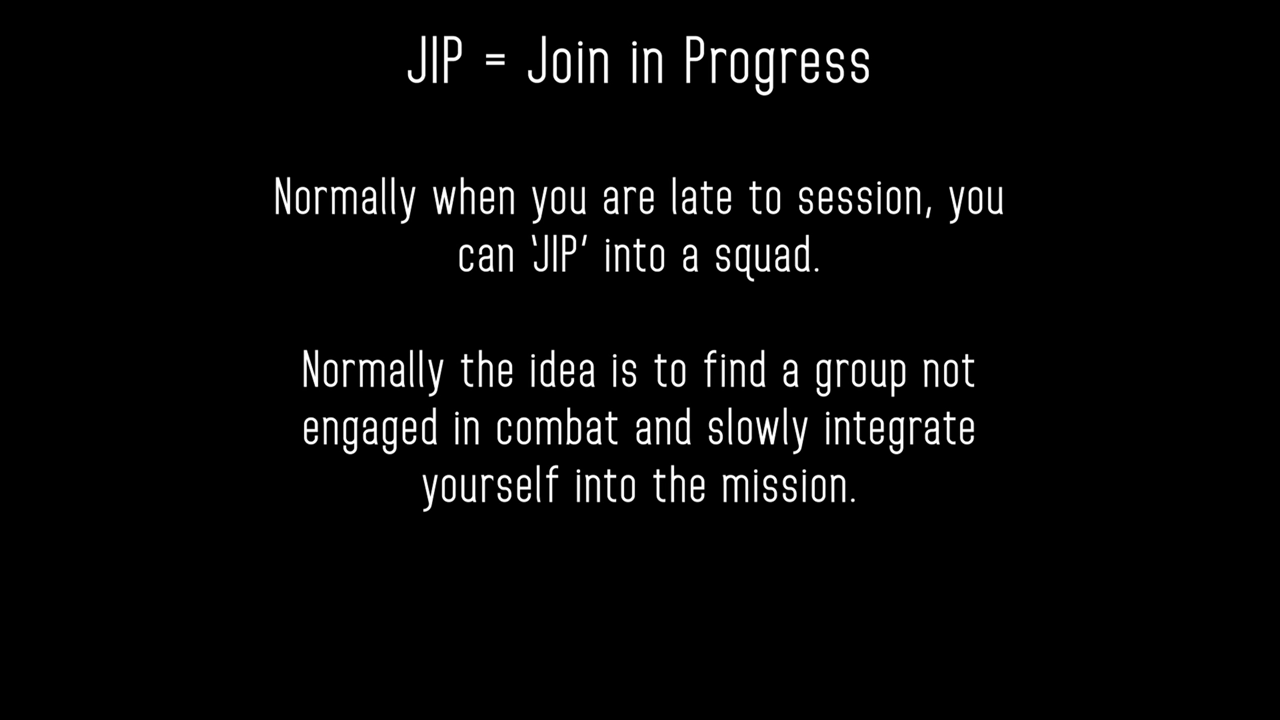 JIP = Join in Progress
Normally when you are late to session, you
can ‘JIP’ into a squad.
Normally the idea is to find a group not
engaged in combat and slowly integrate
yourself into the mission.